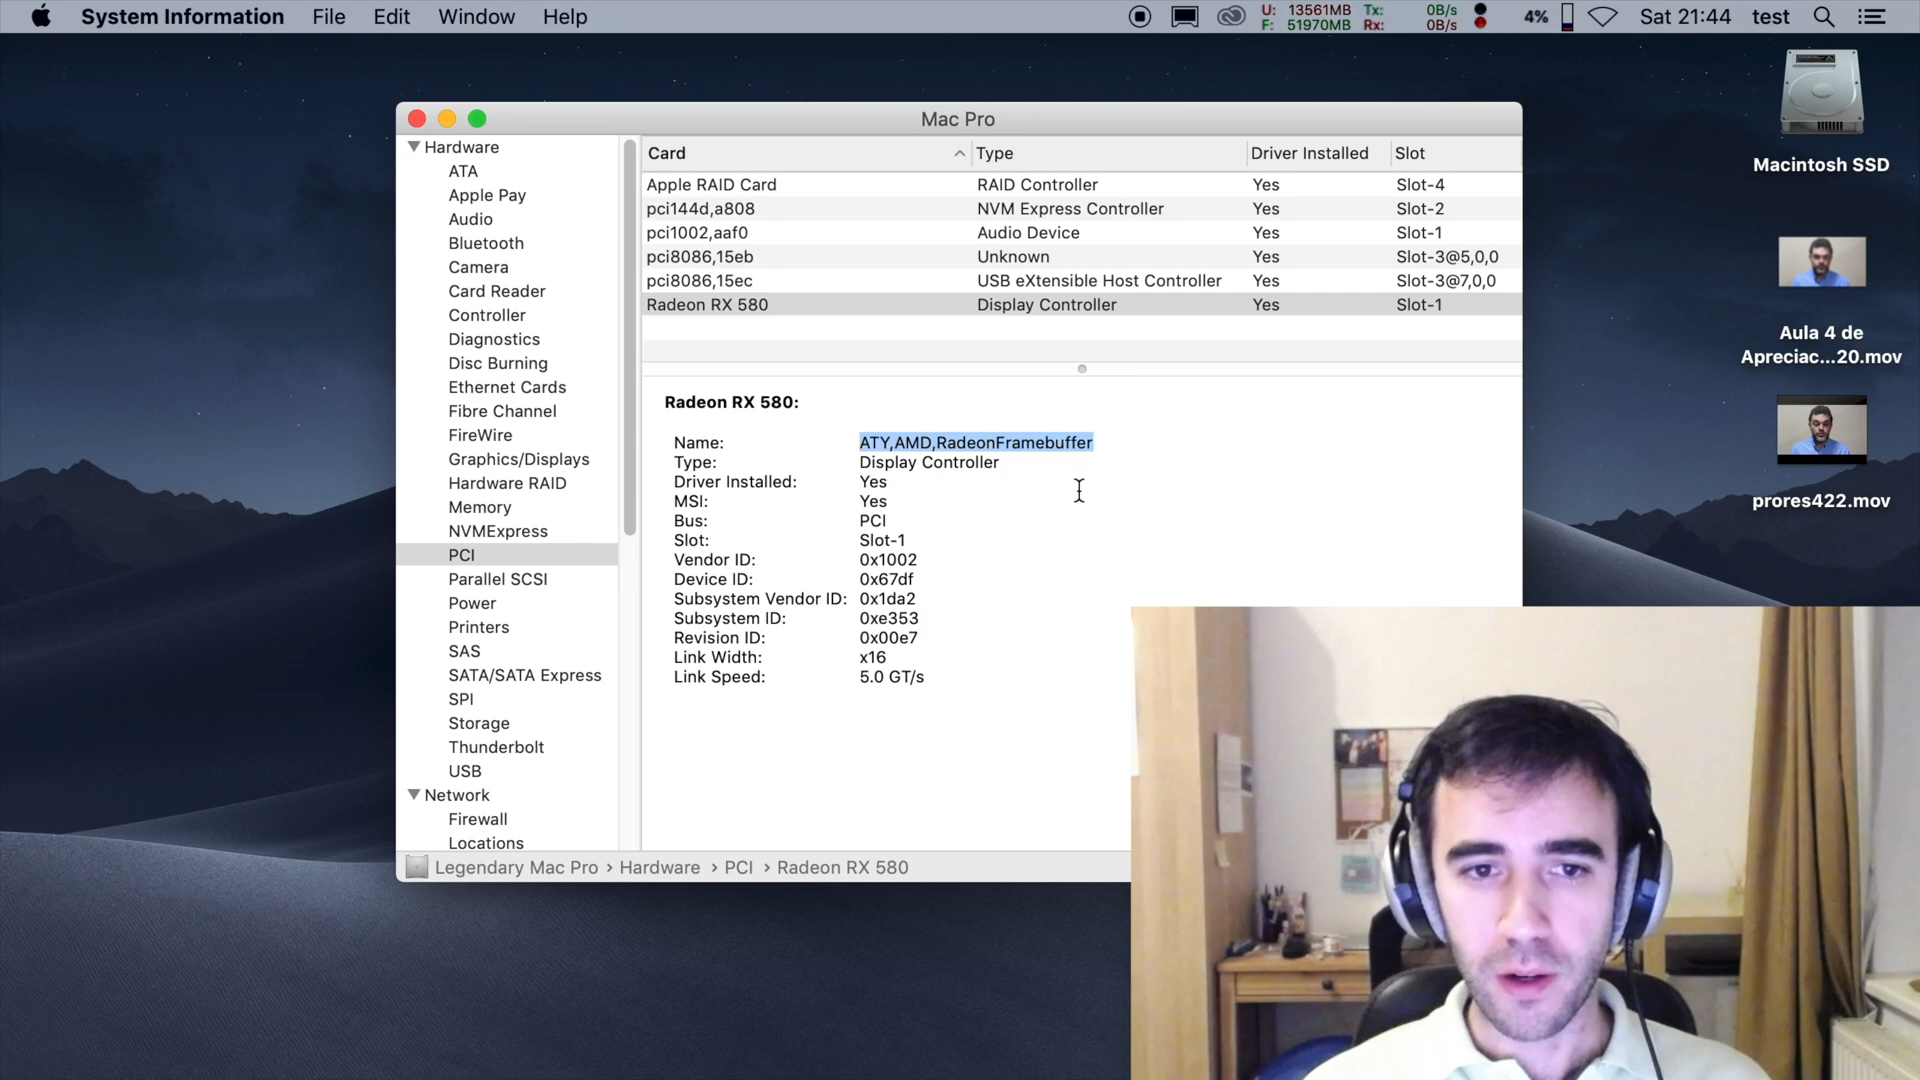 System Information File Edit Window Help U: 13561MB Tx: 0B/s 4% Sat 21:44 test
F: 51970MB Rx: 0B/s
Mac Pro
Hardware
ATA
Apple Pay
Audio
Bluetooth
Camera
Card Reader
Controller
Diagnostics
Disc Burning
Ethernet Cards
Fibre Channel
FireWire
Graphics/Displays
Hardware RAID
Memory
NVMExpress
PCI
Parallel SCSI
Power
Printers
SAS
SATA/SATA Express
SPI
Storage
Thunderbolt
USB
Network
Firewall
Locations
Card Type Driver Installed Slot
Apple RAID Card RAID Controller Yes Slot-4
pci144d,a808 NVM Express Controller Yes Slot-2
pci1002,aaf0 Audio Device Yes Slot-1
pci8086,15eb Unknown Yes Slot-3@5,0,0
pci8086,15ec USB eXtensible Host Controller Yes Slot-3@7,0,0
Radeon RX 580 Display Controller Yes Slot-1
Radeon RX 580:
Name: ATY,AMD,RadeonFramebuffer
Type: Display Controller
Driver Installed: Yes
MSI: Yes
Bus: PCI
Slot: Slot-1
Vendor ID: 0x1002
Device ID: 0x67df
Subsystem Vendor ID: 0x1da2
Subsystem ID: 0xe353
Revision ID: 0x00e7
Link Width: x16
Link Speed: 5.0 GT/s
Legendary Mac Pro › Hardware › PCI › Radeon RX 580
Macintosh SSD
Aula 4 de
Apreciac...20.mov
prores422.mov